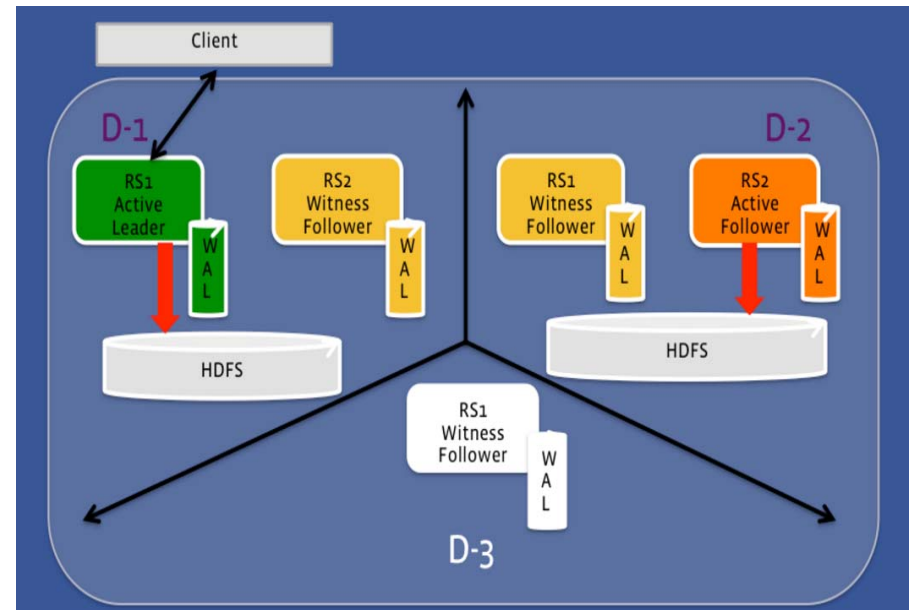 Client
D-1
RS1
Active
Leader
W
A
L
HDFS
RS2
Witness
Follower
W
A
L
D-2
RS1
Witness
Follower
W
A
L
RS2
Active
Follower
W
A
L
HDFS
RS1
Witness
Follower
W
A
L
D-3